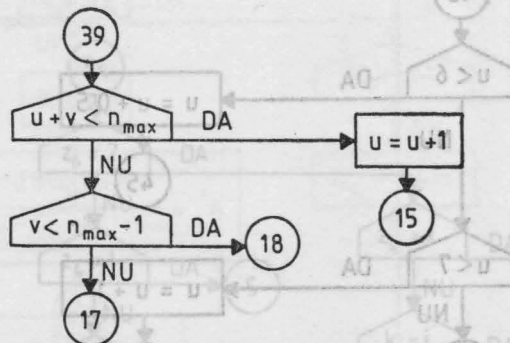 39
u + v < n_max DA
u = u+1
NU
15
v < n_max-1 DA
18
NU
17